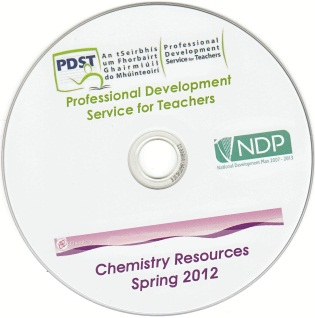 PDST
An tSeirbhís
um Fhorbairt
Ghairmiúil
do Mhúinteoirí
Professional
Development
Service for Teachers
Professional Development
Service for Teachers
NDP
National Development Plan 2007 - 2013
Chemistry Resources
Spring 2012